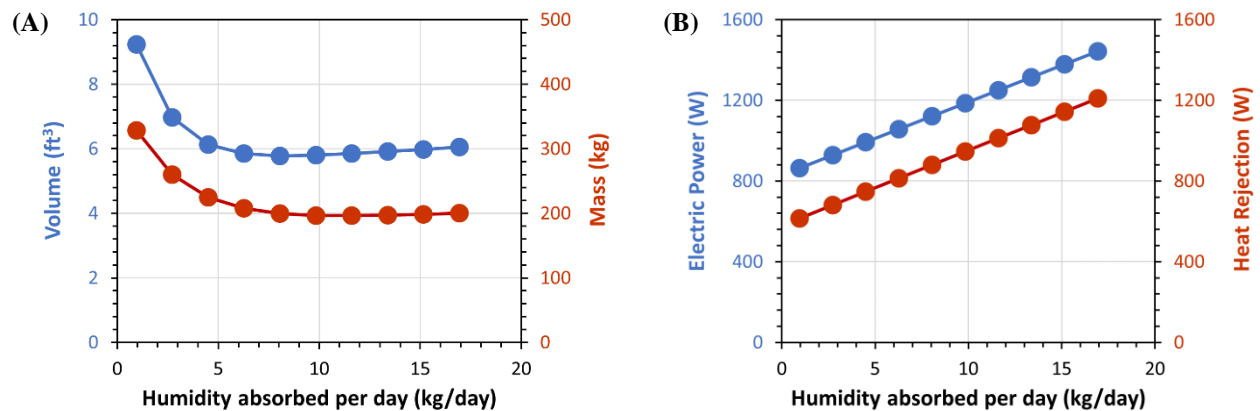 (A)
10
8
6
4
2
0
Volume (ft³)
500
400
300
200
100
0
Mass (kg)
0 5 10 15 20
Humidity absorbed per day (kg/day)
(B)
1600
1200
800
400
0
Electric Power (W)
1600
1200
800
400
0
Heat Rejection (W)
0 5 10 15 20
Humidity absorbed per day (kg/day)